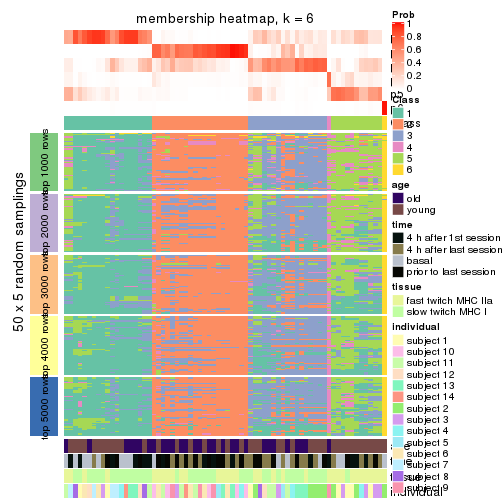 membership heatmap, k = 6
50 x 5 random samplings
top 1000 rows
top 2000 rows
top 3000 rows
top 4000 rows
top 5000 rows
Prob
1
0.8
0.6
0.4
0.2
0
Class
1
2
3
4
5
6
age
old
young
time
4 h after 1st session
4 h after last session
basal
prior to last session
tissue
fast twitch MHC IIa
slow twitch MHC I
individual
subject 1
subject 10
subject 11
subject 12
subject 13
subject 14
subject 2
subject 3
subject 4
subject 5
subject 6
subject 7
subject 8
subject 9
individual